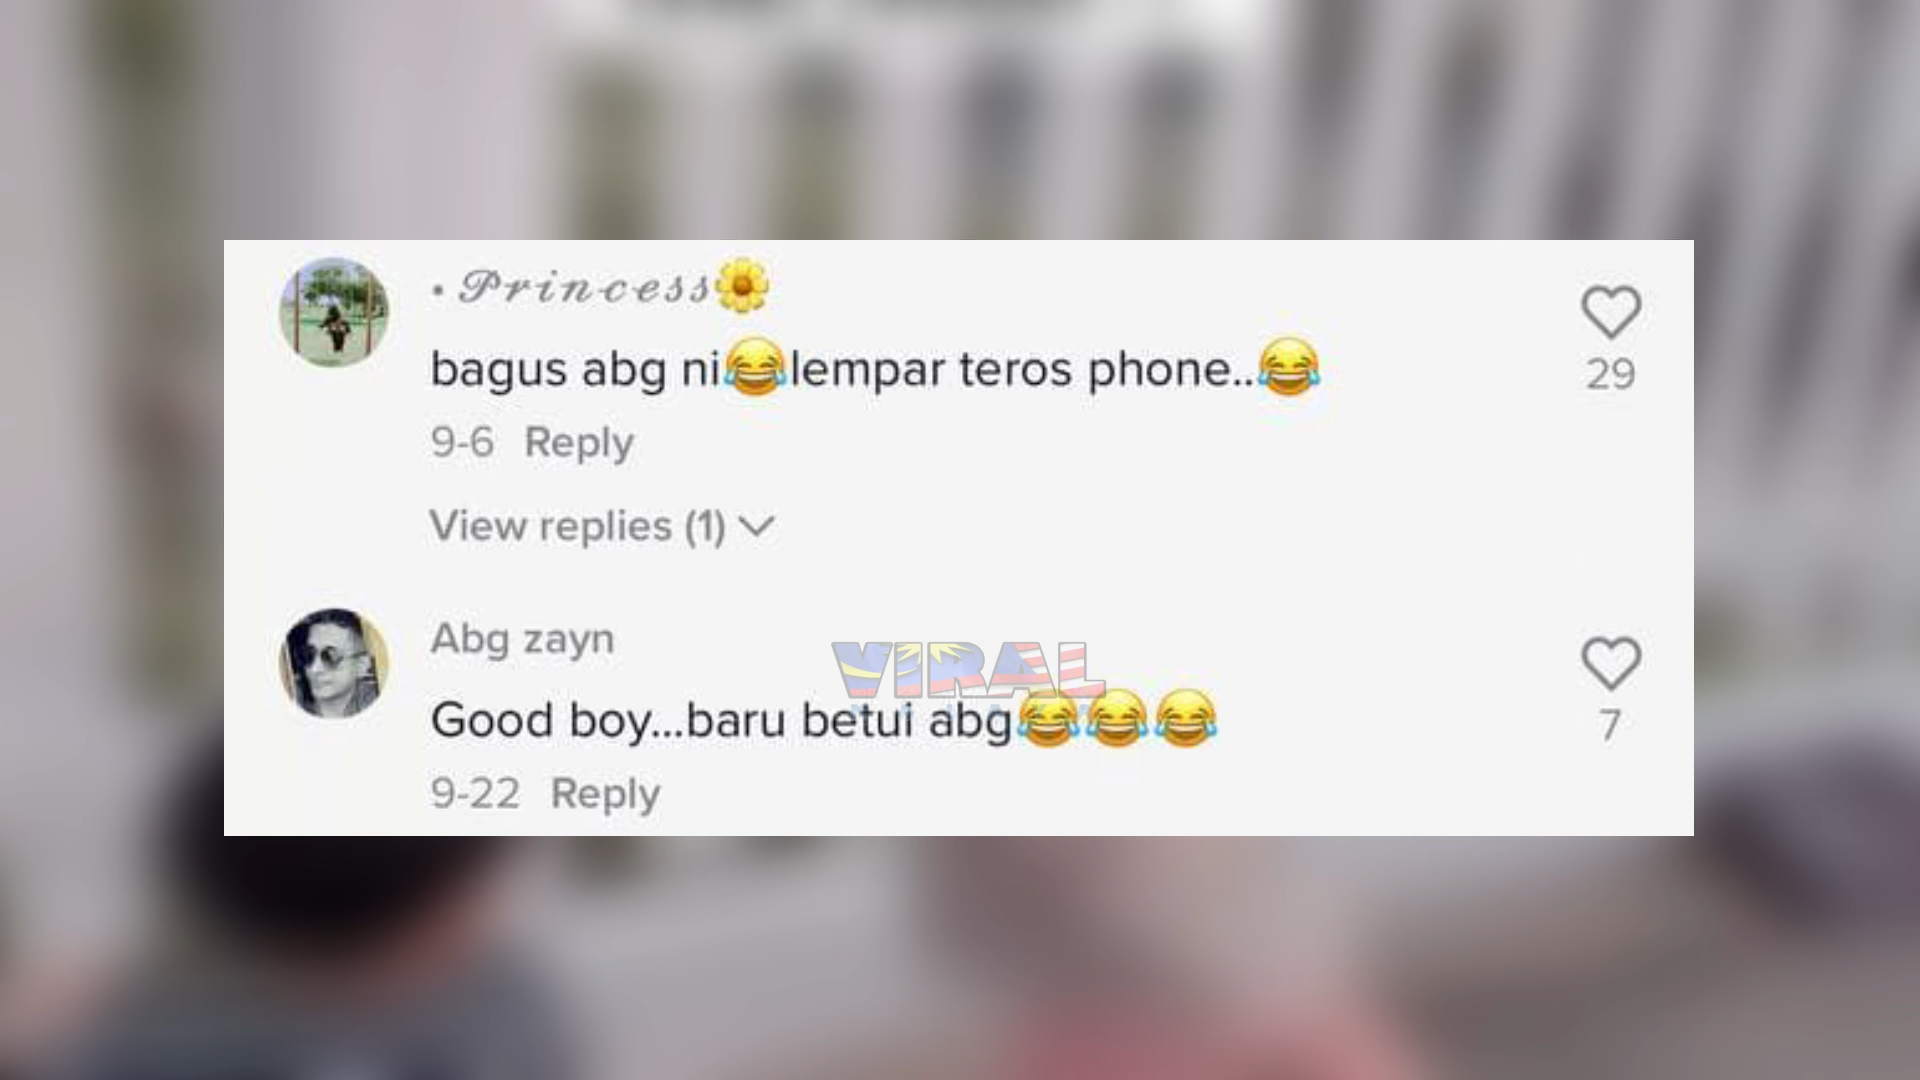 • 𝒫𝓇𝒾𝓃𝒸𝑒𝓈𝓈🌼
bagus abg ni😂lempar teros phone..😂
29
9-6 Reply
View replies (1)
Abg zayn
VIRAL
Good boy...baru betui abg😂😂😂
7
9-22 Reply